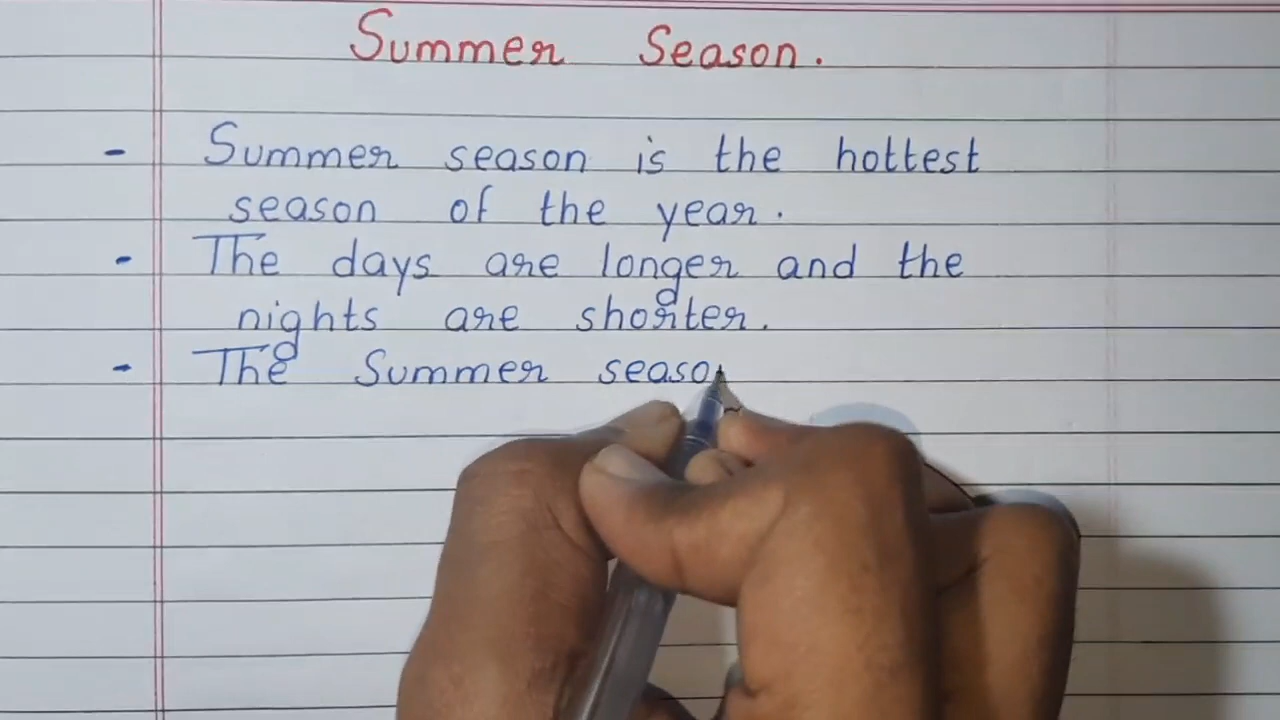 Summer Season.
- Summer season is the hottest
season of the year.
- The days are longer and the
nights are shorter.
- The Summer seaso